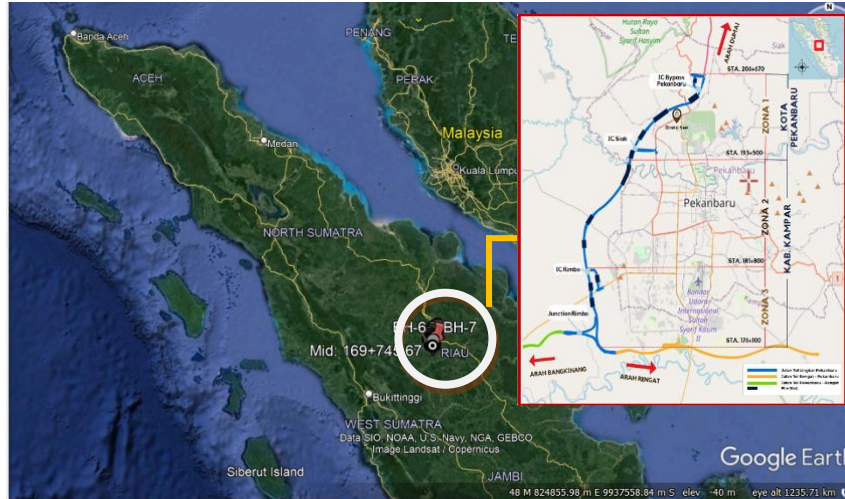 Banda Aceh
ACEH
PENANG
PERAK
Malaysia
Kuala Lumpu
Medan
NORTH SUMATRA
BH-7
Mid: 169+745.67
RIAU
Bukittinggi
WEST SUMATRA
Data SIO, NOAA, U.S. Navy, NGA, GEBCO
Image Landsat / Copernicus
Siberut Island
JAMBI
Google Earth
48 M 824855.98 m E 9937558.84 m S elev -40 m eye alt 1235.71 km
N
Hutan Raya
Sultan
Syarif Hasyim
Siak
ARAH DUMAI
IC Bypass
Pekanbaru
STA. 206+670
ZONA 1
KOTA
PEKANBARU
IC Siak
STA. 193+500
Pekanbaru
Pekanbaru
ZONA 2
KAB. KAMPAR
IC Rimbo
STA. 181+800
Bandar
Udara
Internasional
Sultan
Syarif Kasim
II
ZONA 3
Junction Rimbo
STA. 170+100
ARAH BANGKINANG
ARAH RENGAT
Jalan Tol Lingkar Pekanbaru
Jalan Tol Rengat - Pekanbaru